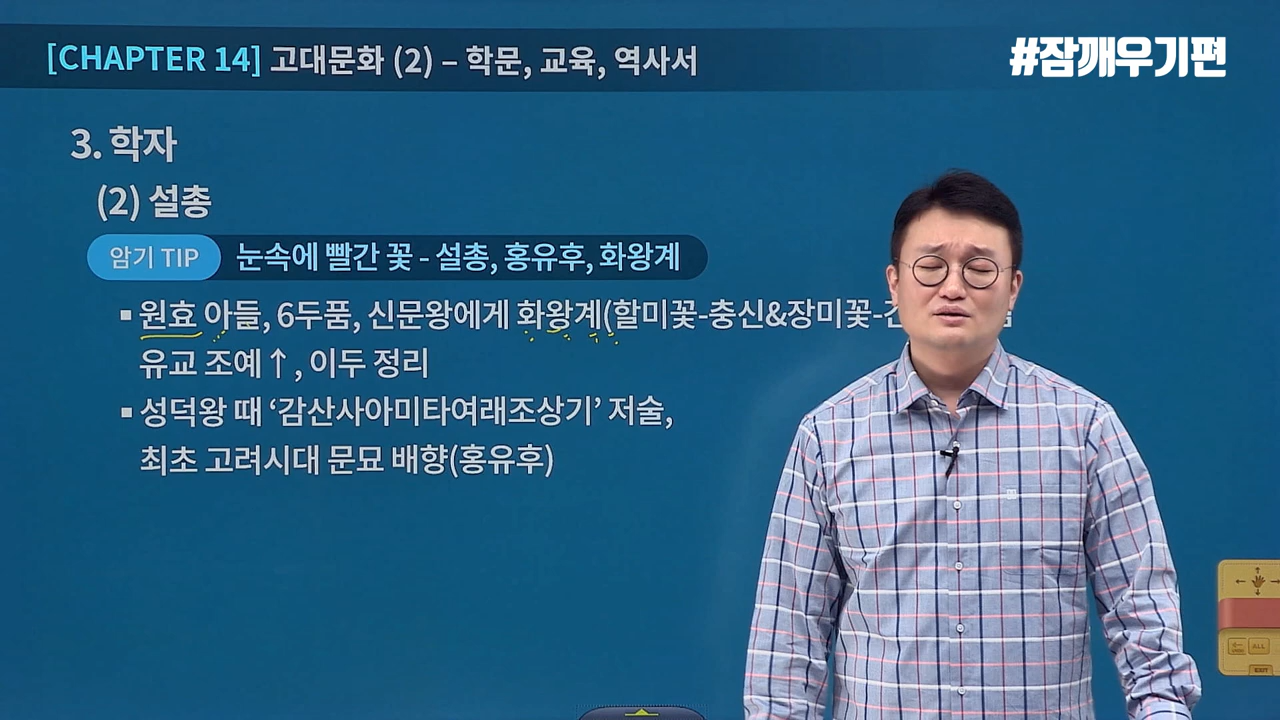 [CHAPTER 14] 고대문화 (2) – 학문, 교육, 역사서
#잠깨우기편
3. 학자
(2) 설총
암기 TIP 눈속에 빨간 꽃 - 설총, 홍유후, 화왕계
▪ 원효 아들, 6두품, 신문왕에게 화왕계(할미꽃-충신&장미꽃-
유교 조예↑, 이두 정리
▪ 성덕왕 때 ‘감산사아미타여래조상기’ 저술,
최초 고려시대 문묘 배향(홍유후)
ALL
EXIT